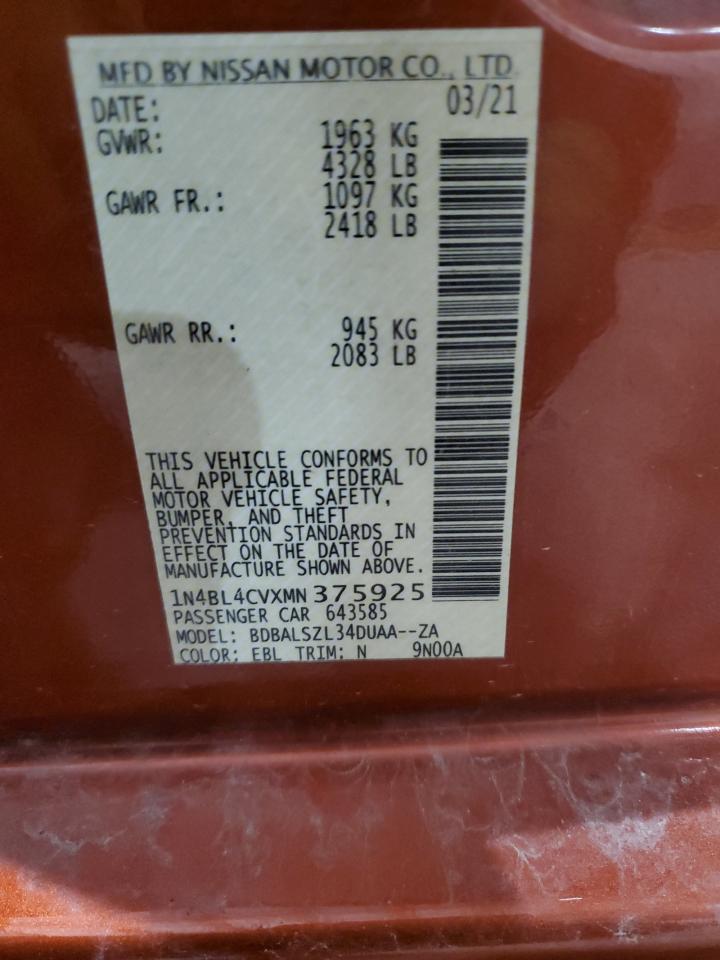 MFD BY NISSAN MOTOR CO., LTD.
DATE: 03/21
GVWR: 1963 KG
4328 LB
GAWR FR.: 1097 KG
2418 LB
GAWR RR.: 945 KG
2083 LB
THIS VEHICLE CONFORMS TO
ALL APPLICABLE FEDERAL
MOTOR VEHICLE SAFETY,
BUMPER, AND THEFT
PREVENTION STANDARDS IN
EFFECT ON THE DATE OF
MANUFACTURE SHOWN ABOVE.
1N4BL4CVXMN 375925
PASSENGER CAR 643585
MODEL: BDBALSZL34DUAA--ZA
COLOR: EBL TRIM: N 9N00A